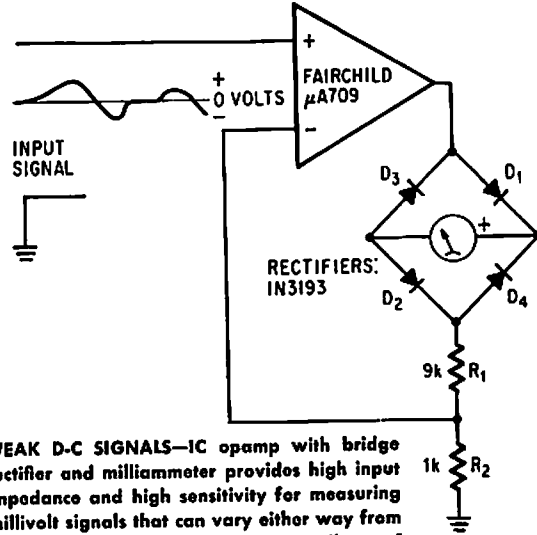 +
FAIRCHILD
μA709
-
+
0 VOLTS
-
INPUT
SIGNAL
D3
D1
+
RECTIFIERS:
IN3193
D2
D4
9k R1
1k R2
WEAK D-C SIGNALS—IC opamp with bridge
rectifier and milliammeter provides high input
impedance and high sensitivity for measuring
millivolt signals that can vary either way from